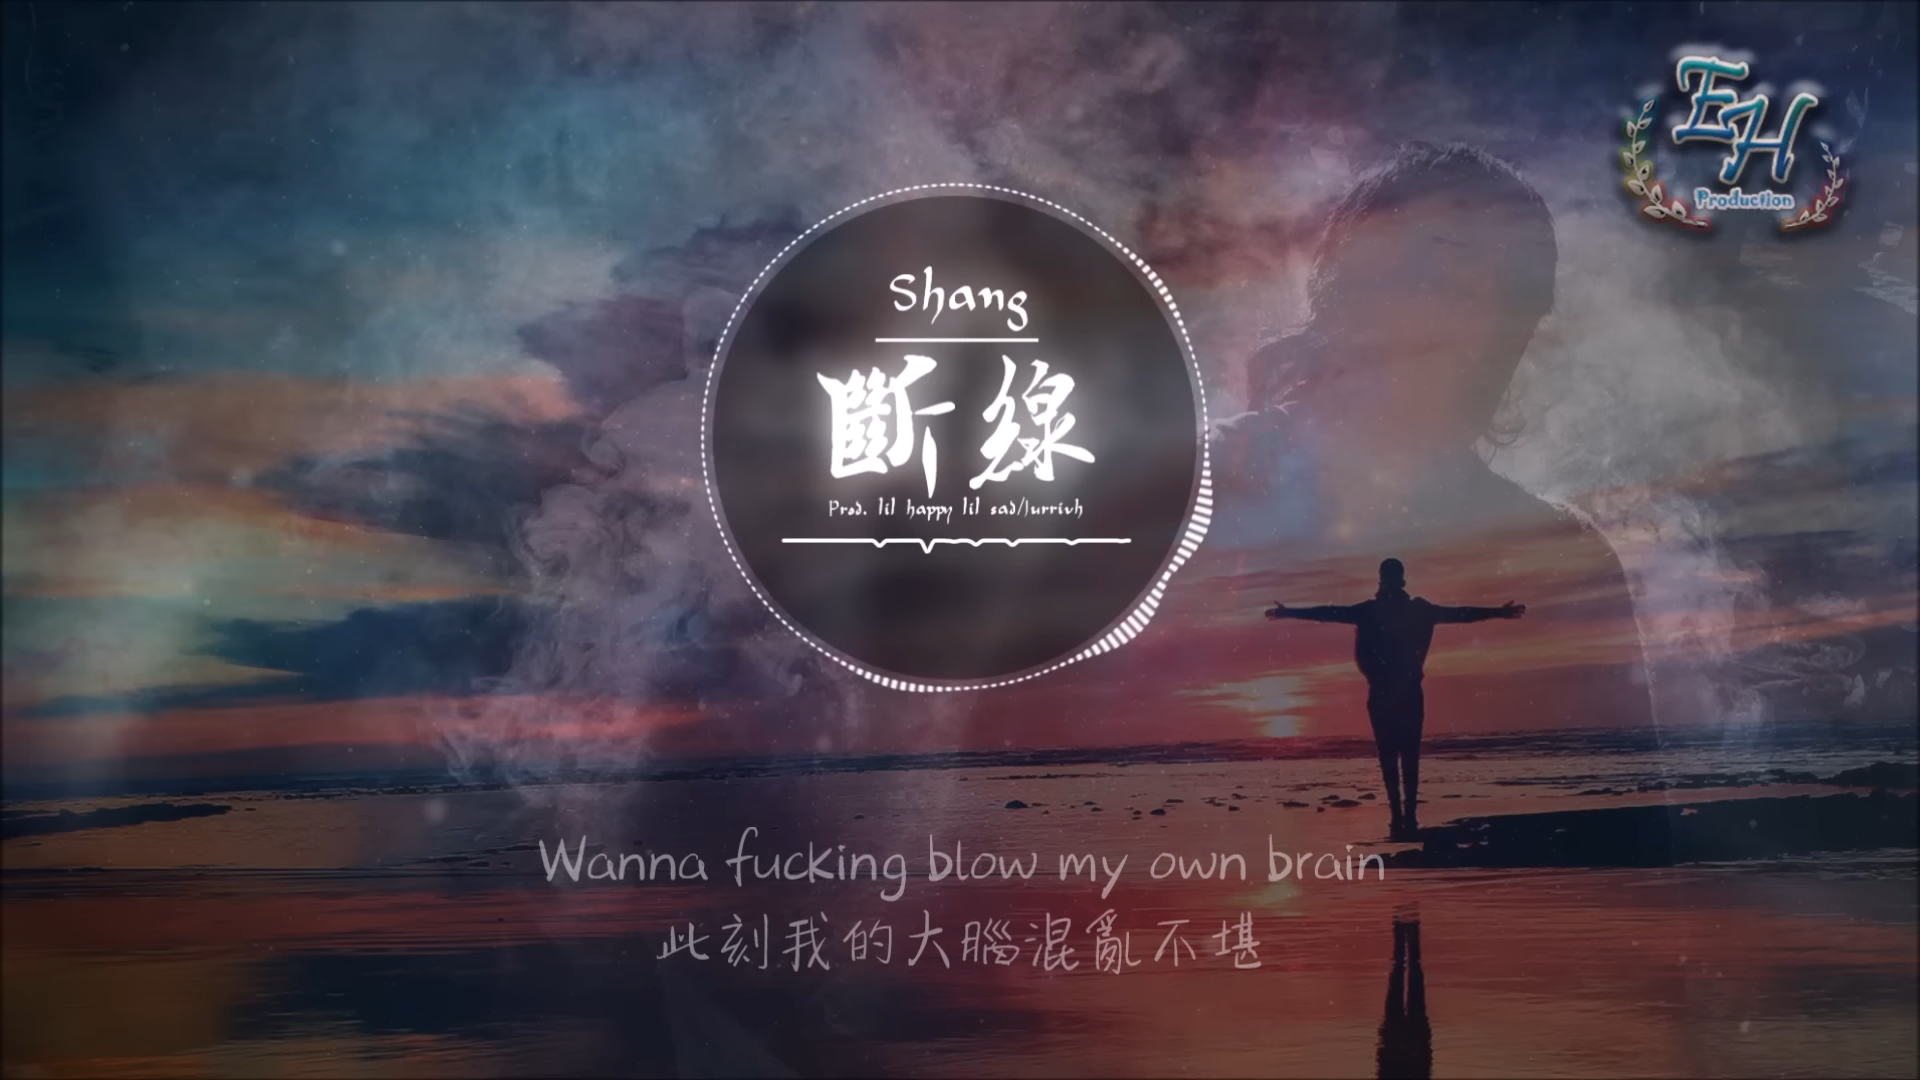 EH
Production
Shang
斷線
Prod. lil happy lil sad/Jurrivh
Wanna fucking blow my own brain
此刻我的大腦混亂不堪